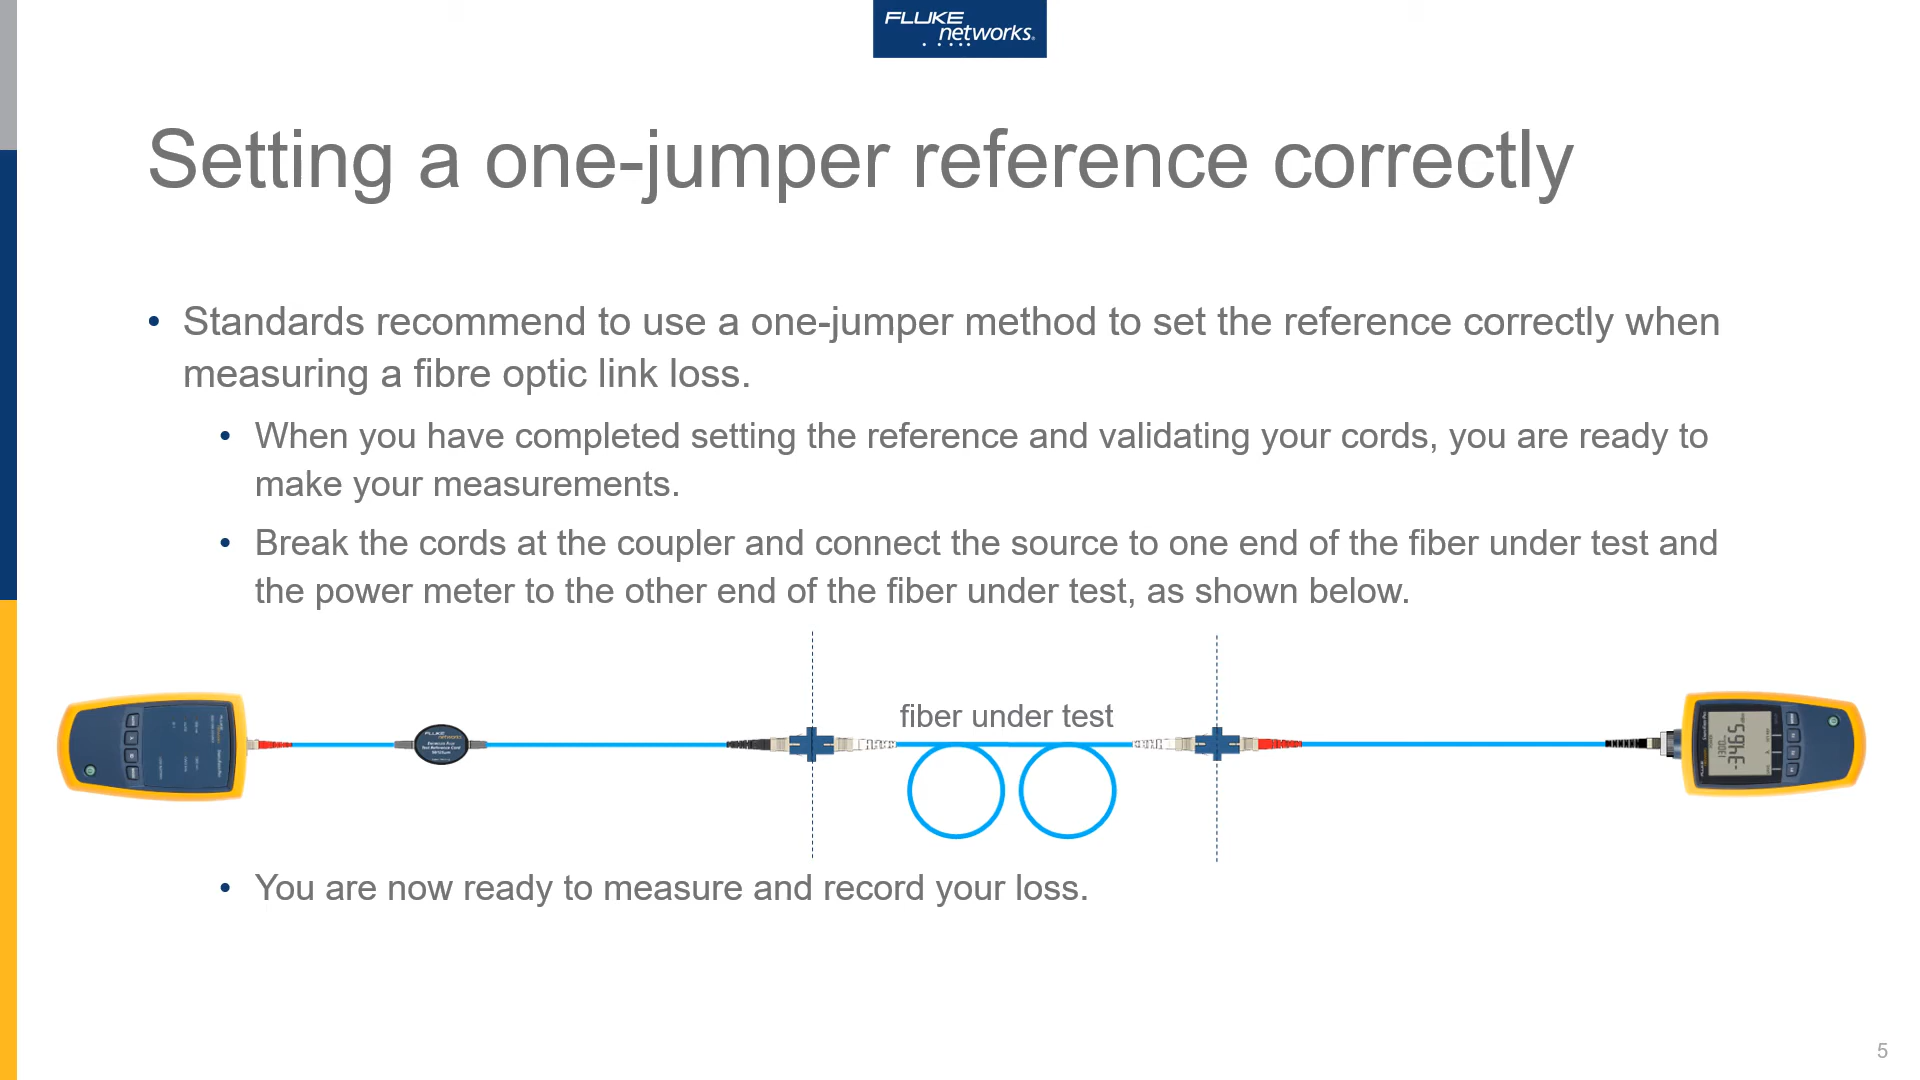 FLUKE
networks
Setting a one-jumper reference correctly
• Standards recommend to use a one-jumper method to set the reference correctly when
measuring a fibre optic link loss.
• When you have completed setting the reference and validating your cords, you are ready to
make your measurements.
• Break the cords at the coupler and connect the source to one end of the fiber under test and
the power meter to the other end of the fiber under test, as shown below.
fiber under test
FLUKE
networks
• You are now ready to measure and record your loss.
5